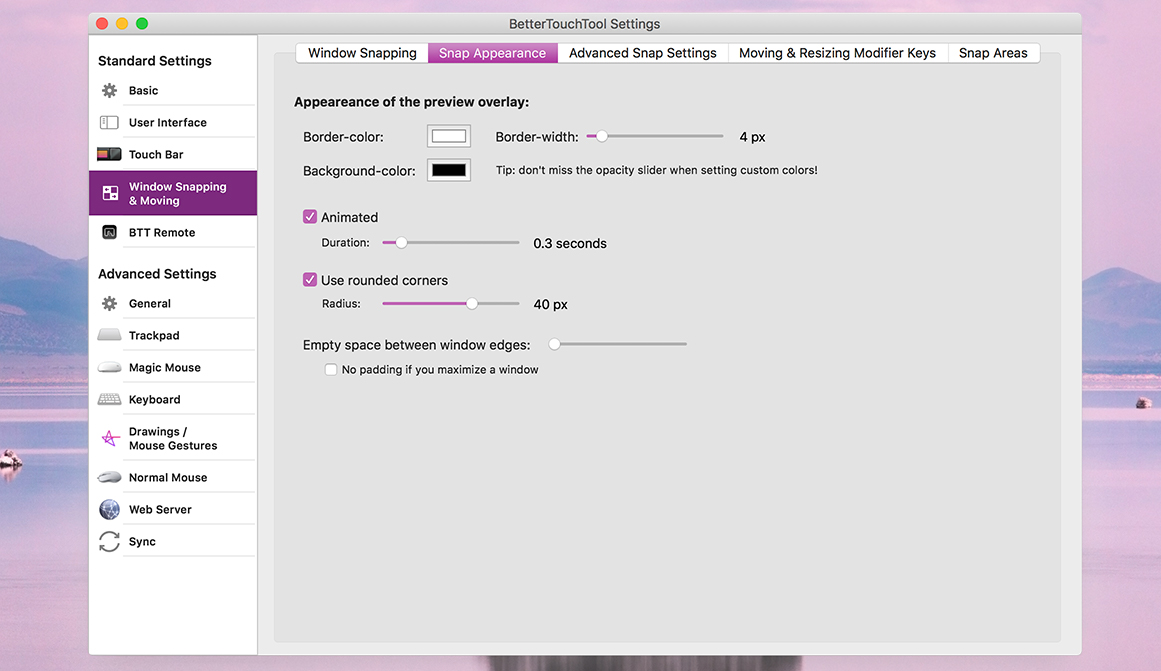 BetterTouchTool Settings
Standard Settings
Basic
User Interface
Touch Bar
Window Snapping
& Moving
BTT Remote
Advanced Settings
General
Trackpad
Magic Mouse
Keyboard
Drawings /
Mouse Gestures
Normal Mouse
Web Server
Sync
Window Snapping Snap Appearance Advanced Snap Settings Moving & Resizing Modifier Keys Snap Areas
Appeareance of the preview overlay:
Border-color: Border-width: 4 px
Background-color: Tip: don't miss the opacity slider when setting custom colors!
Animated
Duration: 0.3 seconds
Use rounded corners
Radius: 40 px
Empty space between window edges:
No padding if you maximize a window